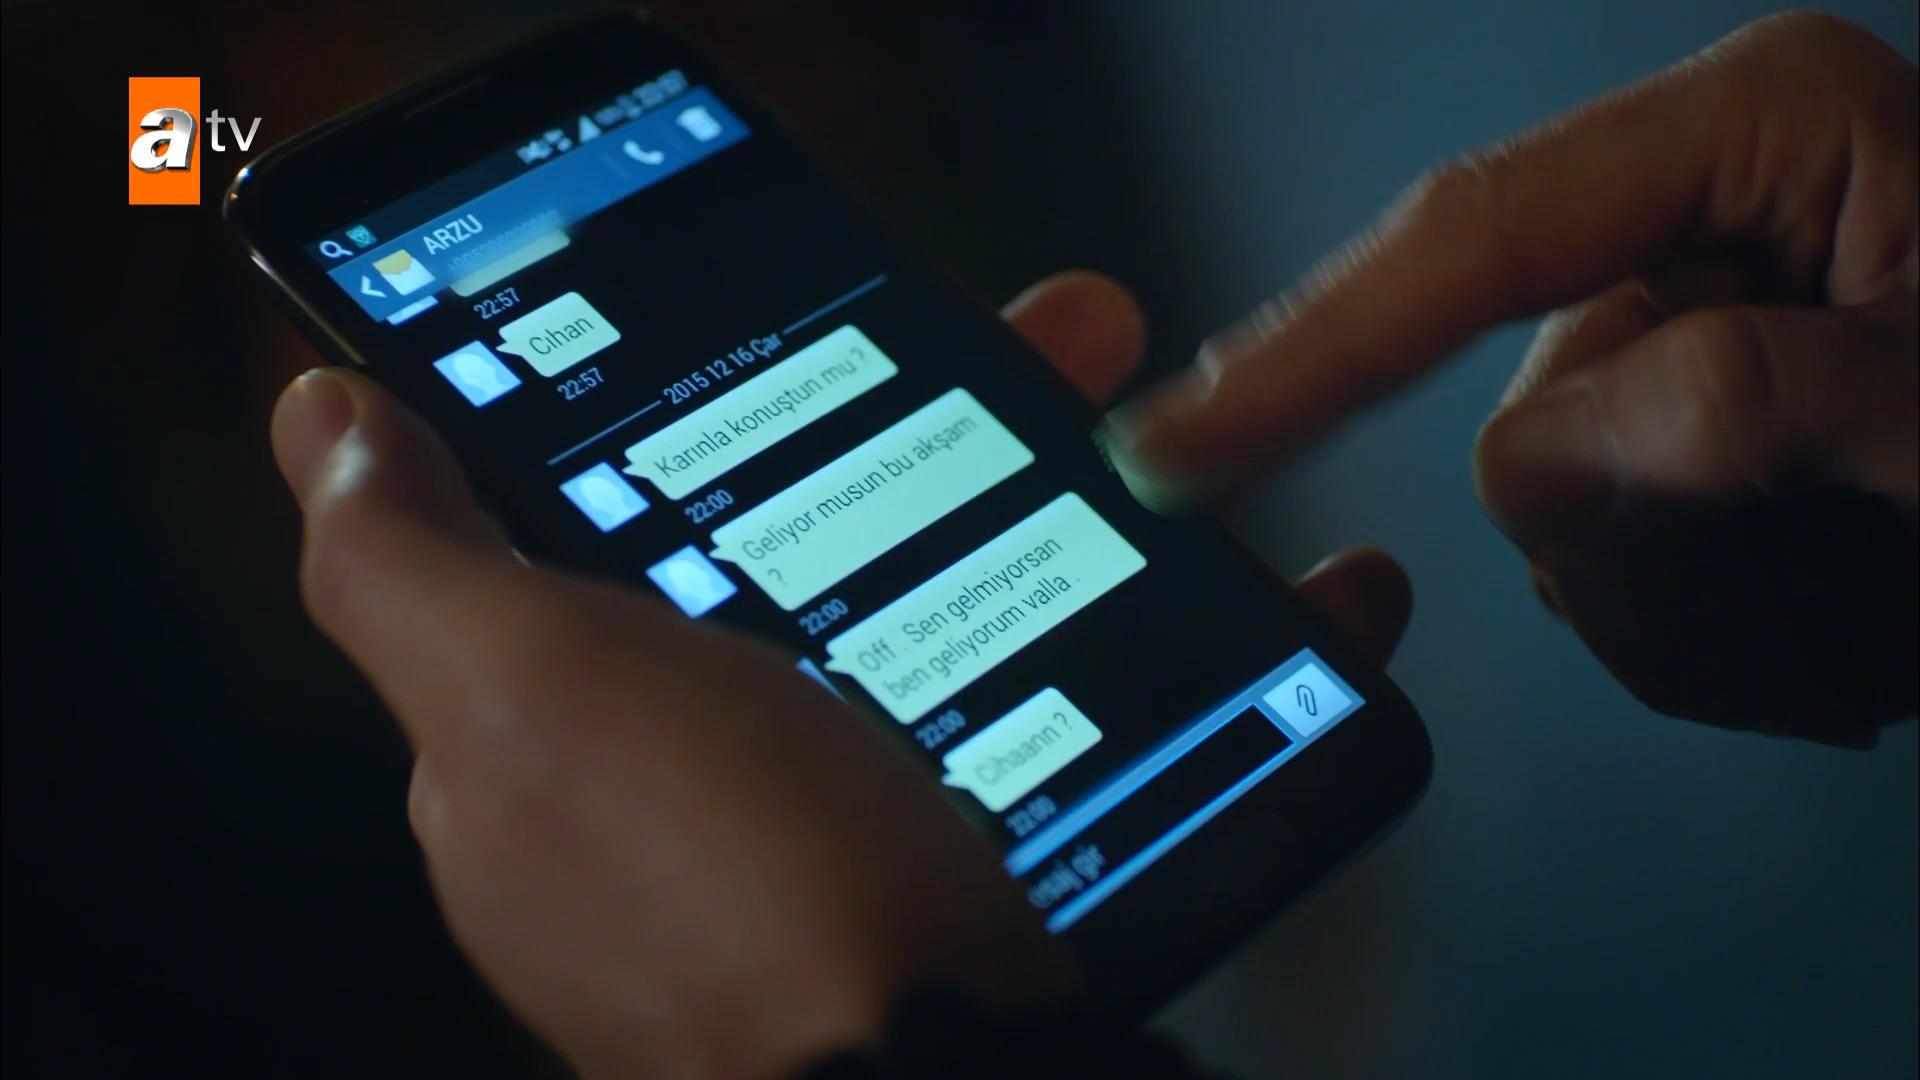 atv
ARZU
22:57
Cıhan
22:57
2015 12 16 Çar
Karınla konuştun mu ?
22:00
Geliyor musun bu akşam
?
22:00
Off . Sen gelmiyorsan
ben geliyorum valla .
22:00
Cihaann ?
22:00